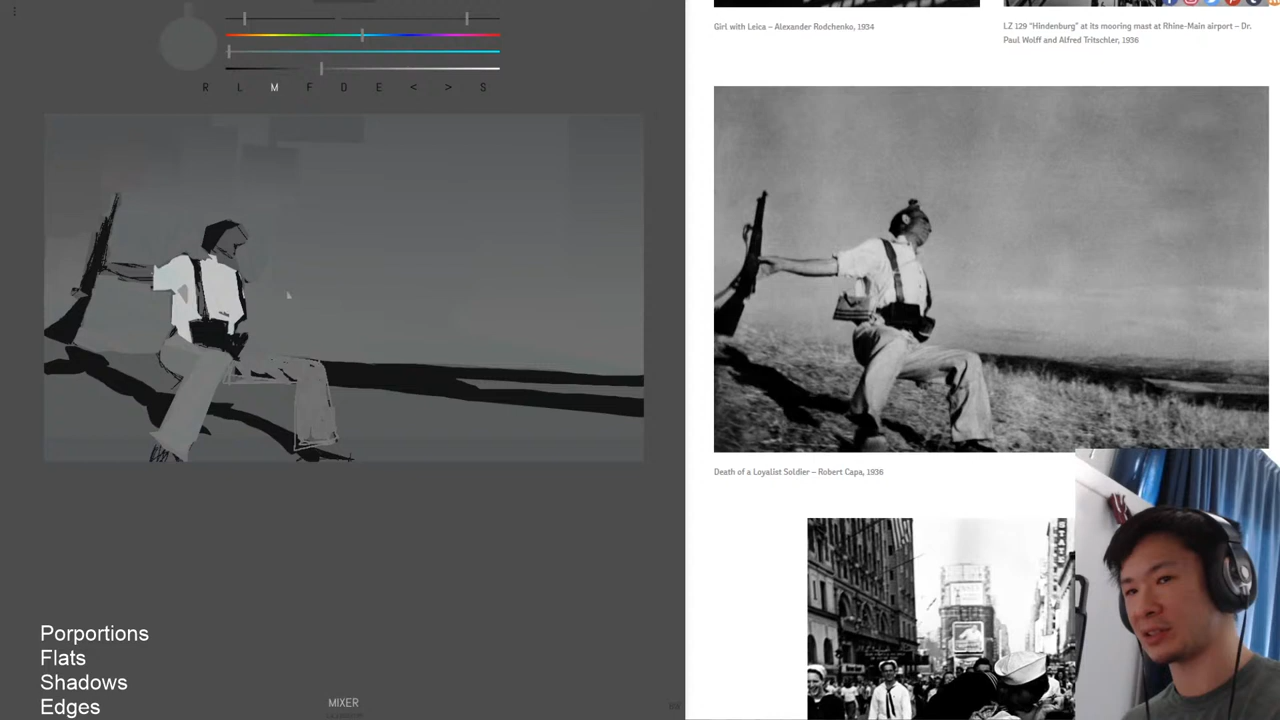 Girl with Leica – Alexander Rodchenko, 1934
LZ 129 "Hindenburg" at its mooring mast at Rhine-Main airport – Dr.
Paul Wolff and Alfred Tritschler, 1936
R L M F D E < > S
Death of a Loyalist Soldier – Robert Capa, 1936
Porportions
Flats
Shadows
Edges
MIXER